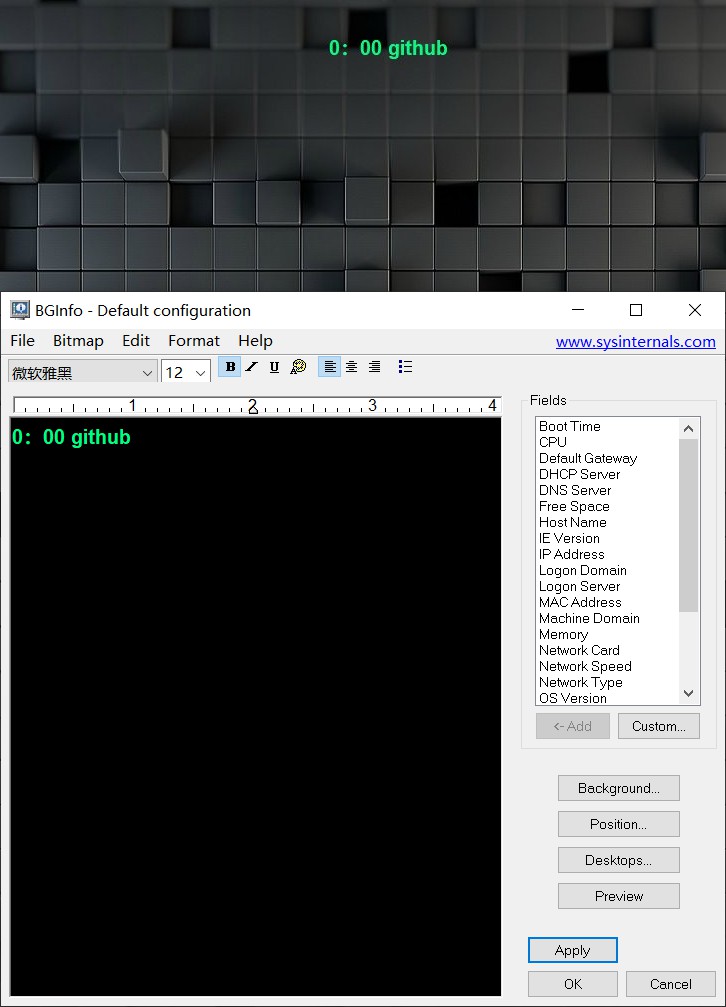 0：00 github
BGInfo - Default configuration
File Bitmap Edit Format Help www.sysinternals.com
微软雅黑 12 B I U A
1 2 3 4
0：00 github
Fields
Boot Time
CPU
Default Gateway
DHCP Server
DNS Server
Free Space
Host Name
IE Version
IP Address
Logon Domain
Logon Server
MAC Address
Machine Domain
Memory
Network Card
Network Speed
Network Type
OS Version
<- Add Custom...
Background...
Position...
Desktops...
Preview
Apply
OK Cancel